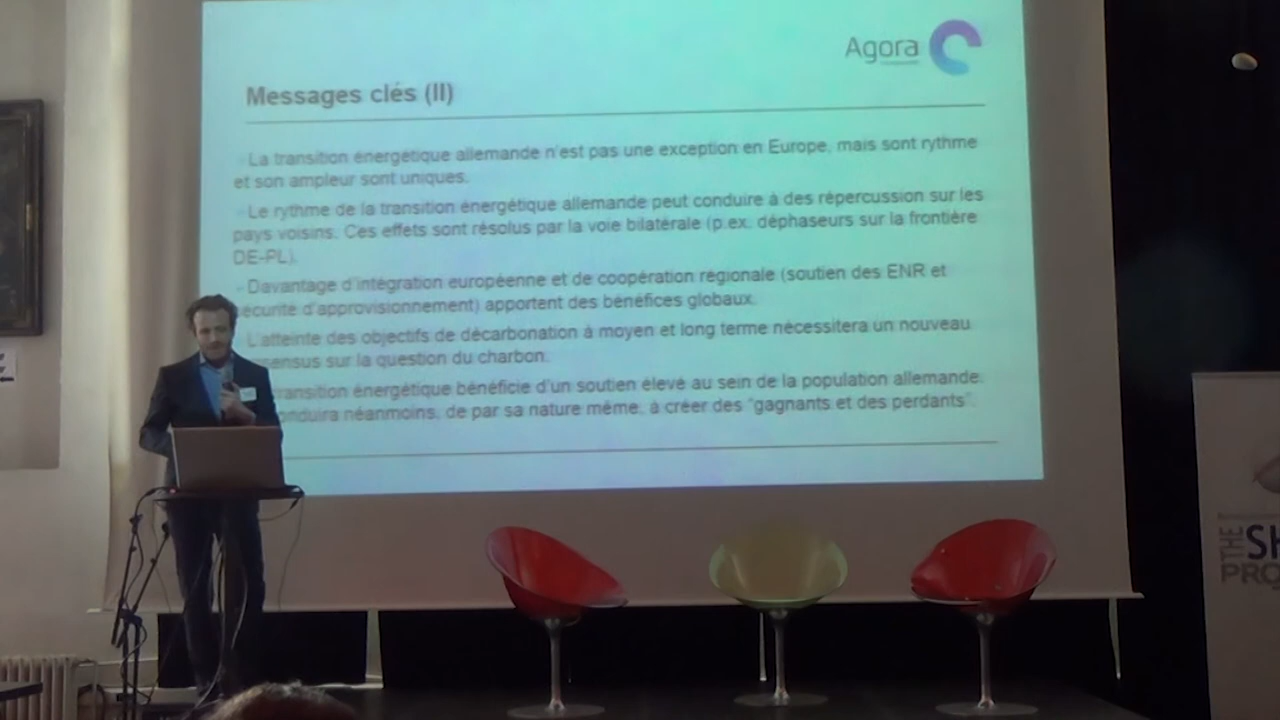 Agora
Messages clés (II)
- La transition énergétique allemande n'est pas une exception en Europe, mais sont rythme
et son ampleur sont uniques.
- Le rythme de la transition énergétique allemande peut conduire à des répercussion sur les
pays voisins. Ces effets sont résolus par la voie bilatérale (p.ex. déphaseurs sur la frontière
DE-PL).
- Davantage d'intégration européenne et de coopération régionale (soutien des ENR et
écurité d'approvisionnement) apportent des bénéfices globaux.
L'atteinte des objectifs de décarbonation à moyen et long terme nécessitera un nouveau
ensus sur la question du charbon.
ransition énergétique bénéficie d'un soutien élevé au sein de la population allemande.
onduira néanmoins, de par sa nature même, à créer des "gagnants et des perdants".
THE SH
PRO